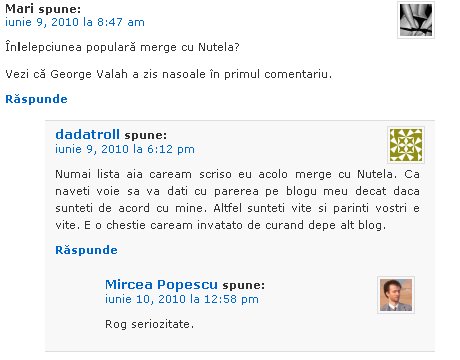 Mari spune:
iunie 9, 2010 la 8:47 am
Înlelepciunea populară merge cu Nutela?
Vezi că George Valah a zis nasoale în primul comentariu.
Răspunde
dadatroll spune:
iunie 9, 2010 la 6:12 pm
Numai lista aia caream scriso eu acolo merge cu Nutela. Ca
naveti voie sa va dati cu parerea pe blogu meu decat daca
sunteti de acord cu mine. Altfel sunteti vite si parinti vostri e
vite. E o chestie caream invatato de curand depe alt blog.
Răspunde
Mircea Popescu spune:
iunie 10, 2010 la 12:58 pm
Rog seriozitate.